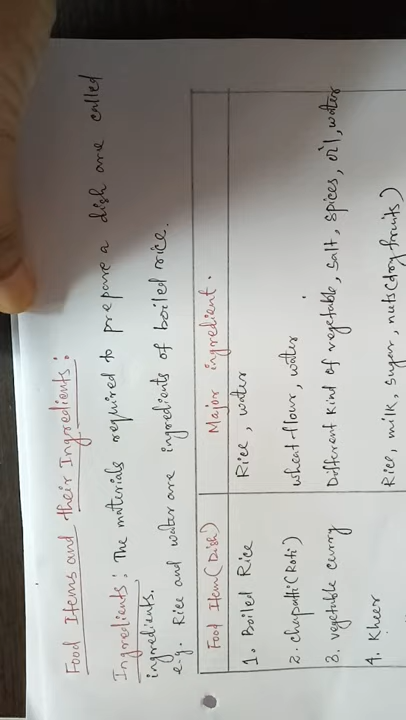 Food Items and their Ingredients:
Ingredients: The materials required to prepare a dish are called
ingredients.
e.g. Rice and water are ingredients of boiled rice.
Food Item (Dish) Major ingredient.
1. Boiled Rice Rice, water
2. chapatti (Roti) wheat flour, water
3. vegetable curry Different kind of vegetable, salt, spices, oil, water
4. Kheer Rice, milk, sugar, nuts (dry fruits)